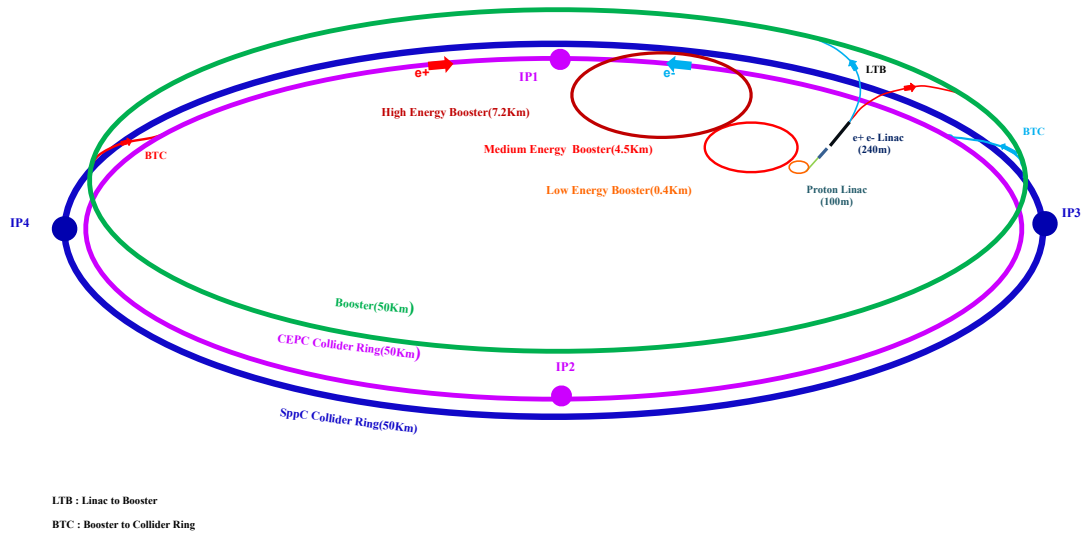 LTB
e+
e-
IP1
High Energy Booster(7.2Km)
BTC
e+ e- Linac
(240m)
BTC
Medium Energy Booster(4.5Km)
Low Energy Booster(0.4Km)
Proton Linac
(100m)
IP4
IP3
Booster(50Km)
CEPC Collider Ring(50Km)
IP2
SppC Collider Ring(50Km)
LTB : Linac to Booster
BTC : Booster to Collider Ring